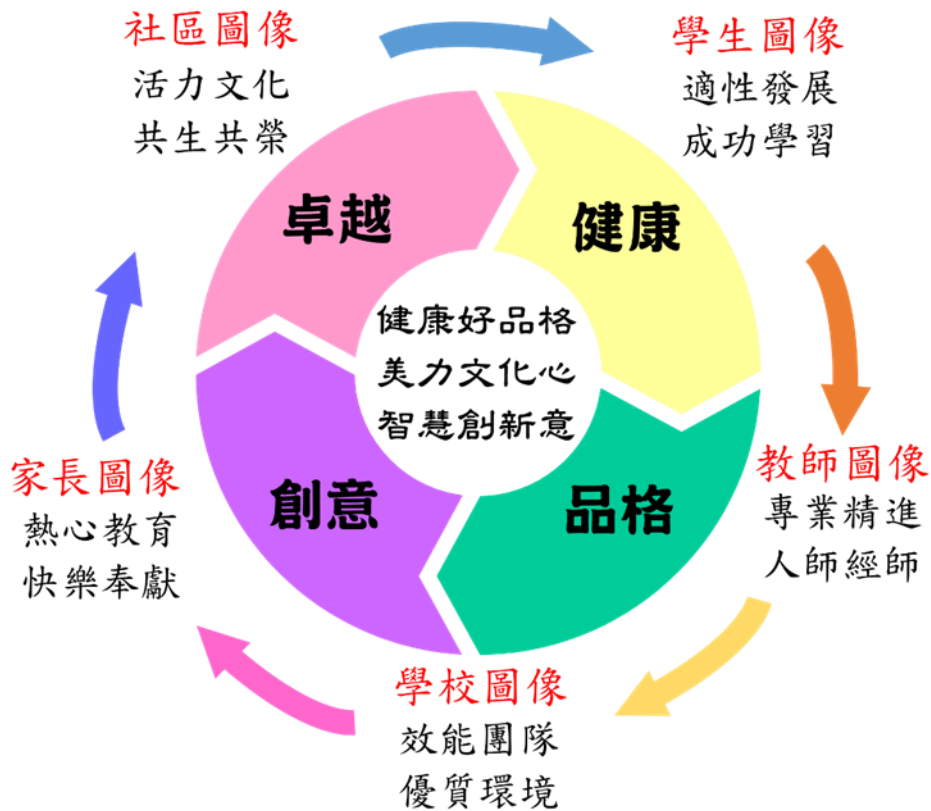 社區圖像
活力文化
共生共榮
學生圖像
適性發展
成功學習
卓越
健康
健康好品格
美力文化心
智慧創新意
家長圖像
熱心教育
快樂奉獻
教師圖像
專業精進
人師經師
創意
品格
學校圖像
效能團隊
優質環境